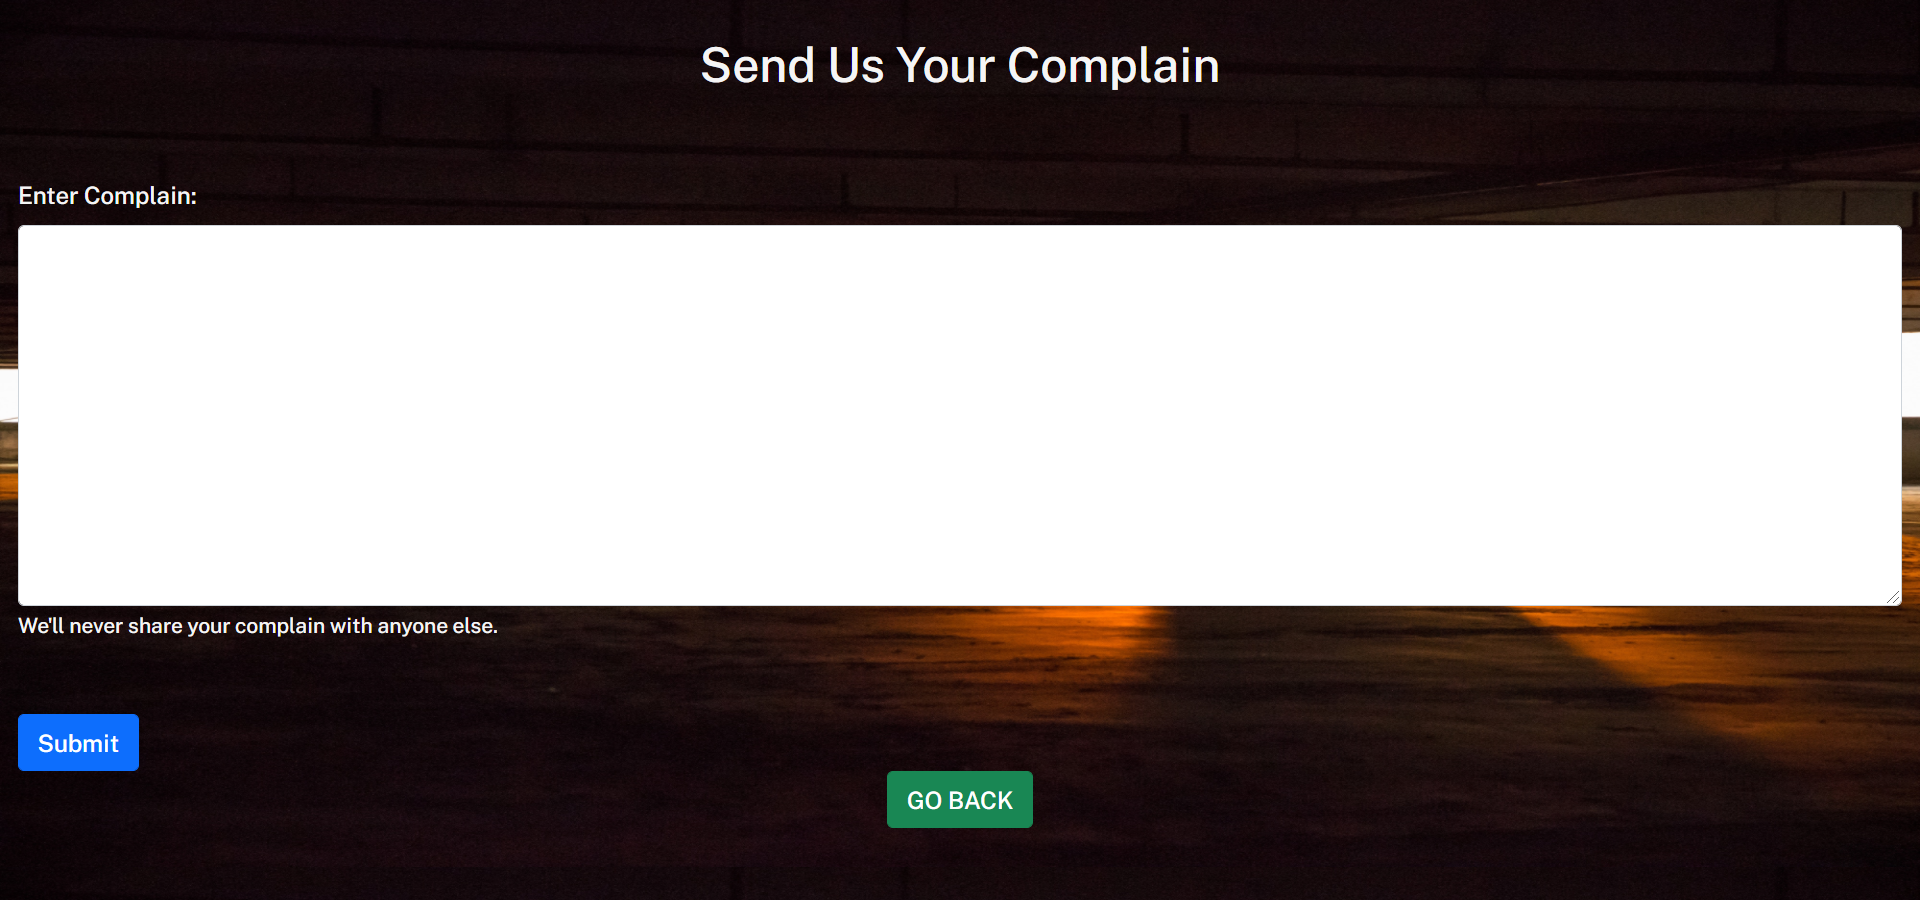 Send Us Your Complain
Enter Complain:
We'll never share your complain with anyone else.
Submit
GO BACK